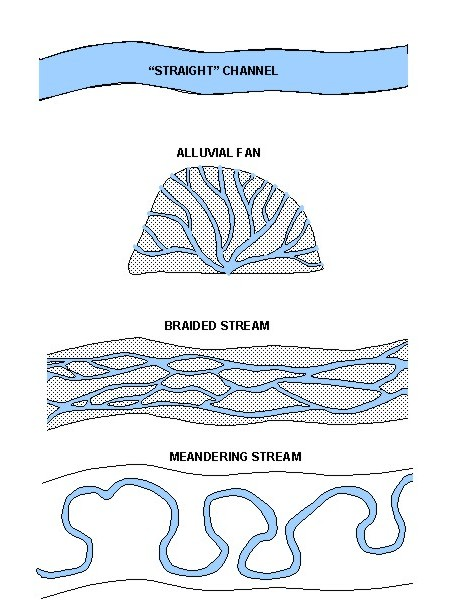 “STRAIGHT” CHANNEL
ALLUVIAL FAN
BRAIDED STREAM
MEANDERING STREAM